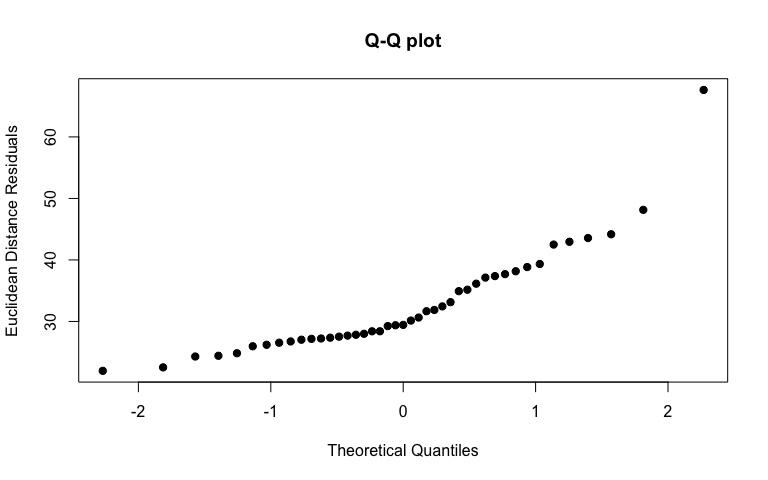 Q-Q plot
Euclidean Distance Residuals
60
50
40
30
-2 -1 0 1 2
Theoretical Quantiles